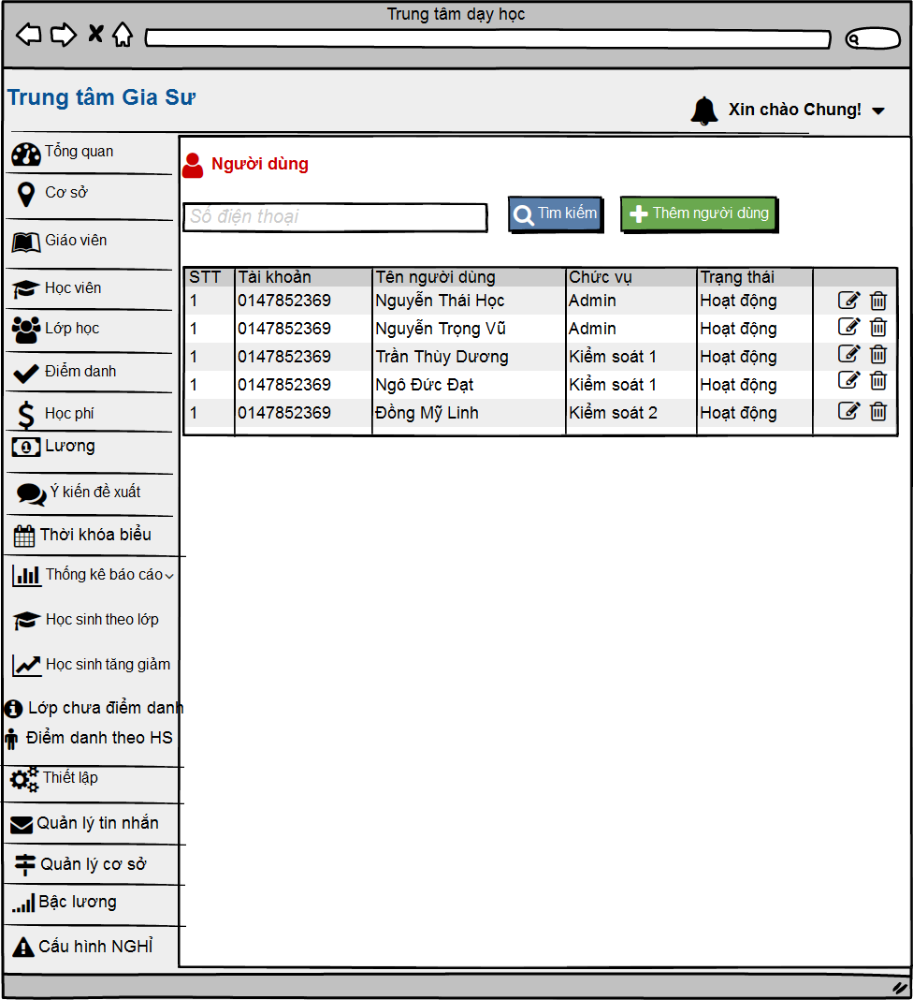 Trung tâm dạy học
Trung tâm Gia Sư
Xin chào Chung!
Tổng quan
Cơ sở
Giáo viên
Học viên
Lớp học
Điểm danh
Học phí
Lương
Ý kiến đề xuất
Thời khóa biểu
Thống kê báo cáo
Học sinh theo lớp
Học sinh tăng giảm
Lớp chưa điểm danh
Điểm danh theo HS
Thiết lập
Quản lý tin nhắn
Quản lý cơ sở
Bậc lương
Cấu hình NGHỈ
Người dùng
Số điện thoại
Tìm kiếm
Thêm người dùng
STT Tài khoản Tên người dùng Chức vụ Trạng thái
1 0147852369 Nguyễn Thái Học Admin Hoạt động
1 0147852369 Nguyễn Trọng Vũ Admin Hoạt động
1 0147852369 Trần Thùy Dương Kiểm soát 1 Hoạt động
1 0147852369 Ngô Đức Đạt Kiểm soát 1 Hoạt động
1 0147852369 Đồng Mỹ Linh Kiểm soát 2 Hoạt động